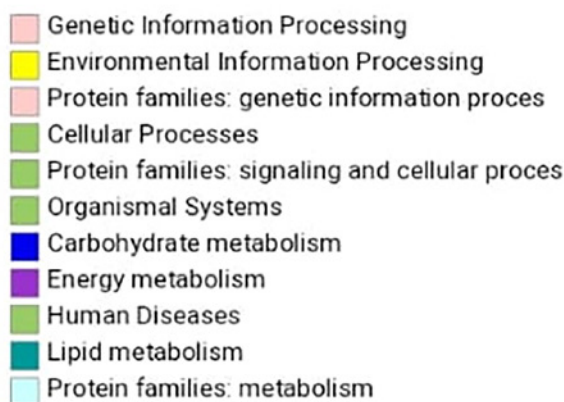 Genetic Information Processing
Environmental Information Processing
Protein families: genetic information proces
Cellular Processes
Protein families: signaling and cellular proces
Organismal Systems
Carbohydrate metabolism
Energy metabolism
Human Diseases
Lipid metabolism
Protein families: metabolism